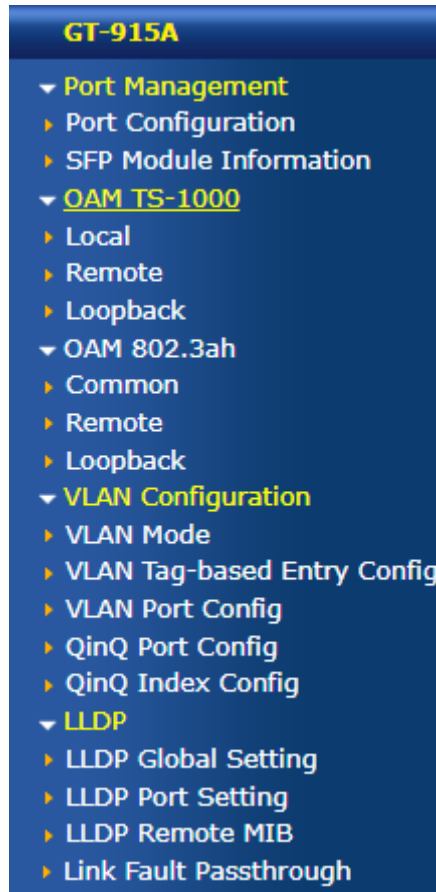 GT-915A
Port Management
Port Configuration
SFP Module Information
OAM TS-1000
Local
Remote
Loopback
OAM 802.3ah
Common
Remote
Loopback
VLAN Configuration
VLAN Mode
VLAN Tag-based Entry Config
VLAN Port Config
QinQ Port Config
QinQ Index Config
LLDP
LLDP Global Setting
LLDP Port Setting
LLDP Remote MIB
Link Fault Passthrough